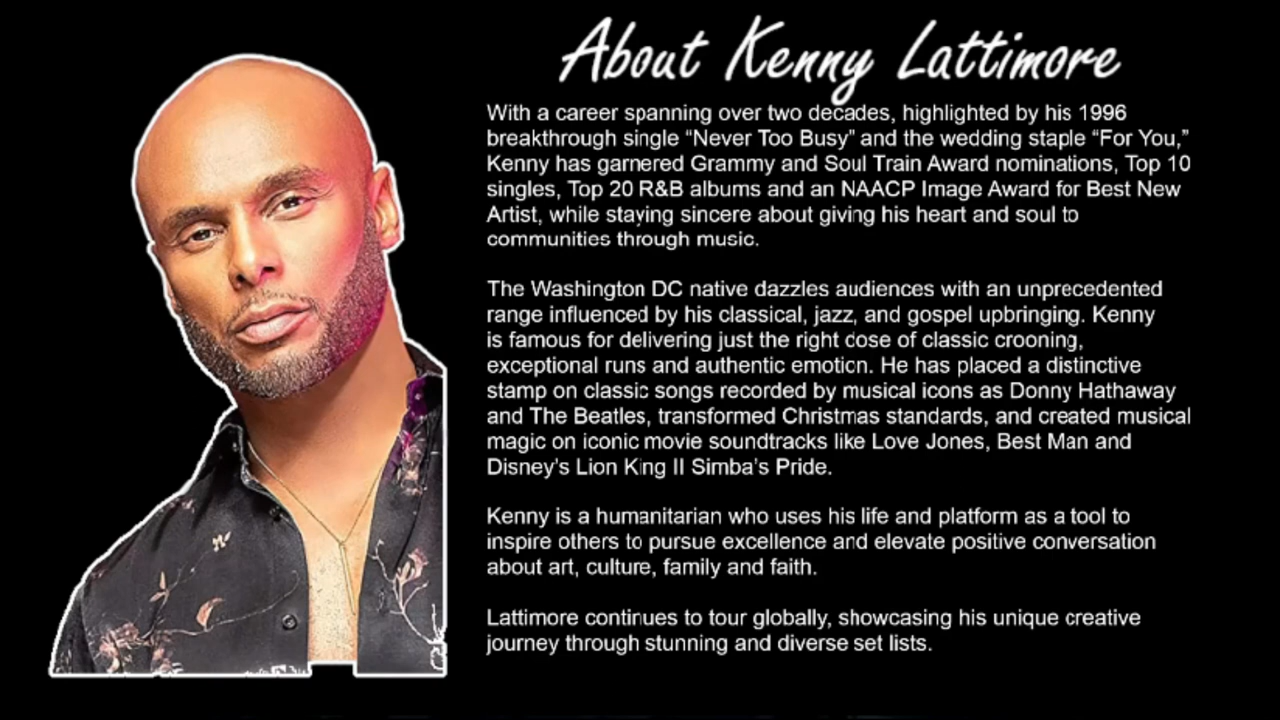 About Kenny Lattimore
With a career spanning over two decades, highlighted by his 1996
breakthrough single “Never Too Busy” and the wedding staple “For You,”
Kenny has garnered Grammy and Soul Train Award nominations, Top 10
singles, Top 20 R&B albums and an NAACP Image Award for Best New
Artist, while staying sincere about giving his heart and soul to
communities through music.
The Washington DC native dazzles audiences with an unprecedented
range influenced by his classical, jazz, and gospel upbringing. Kenny
is famous for delivering just the right dose of classic crooning,
exceptional runs and authentic emotion. He has placed a distinctive
stamp on classic songs recorded by musical icons as Donny Hathaway
and The Beatles, transformed Christmas standards, and created musical
magic on iconic movie soundtracks like Love Jones, Best Man and
Disney’s Lion King II Simba’s Pride.
Kenny is a humanitarian who uses his life and platform as a tool to
inspire others to pursue excellence and elevate positive conversation
about art, culture, family and faith.
Lattimore continues to tour globally, showcasing his unique creative
journey through stunning and diverse set lists.